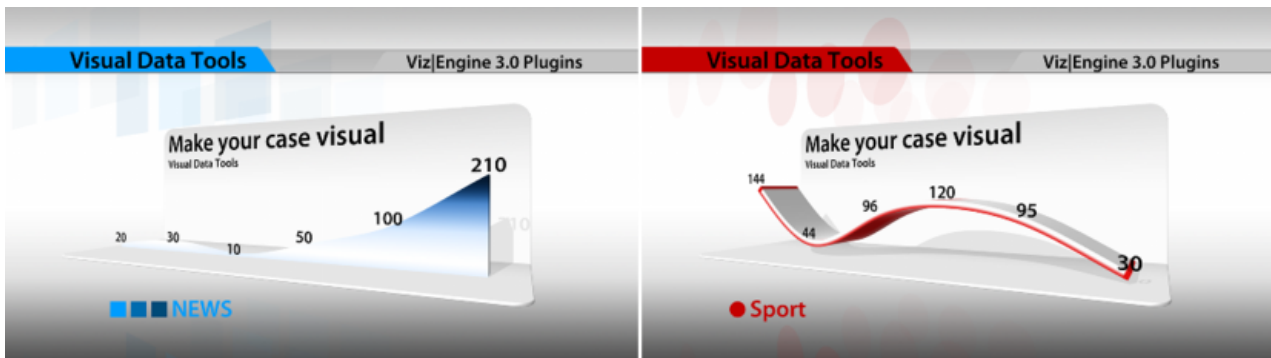 Visual Data Tools
Viz|Engine 3.0 Plugins
Make your case visual
Visual Data Tools
20
30
10
50
100
210
210
NEWS
Visual Data Tools
Viz|Engine 3.0 Plugins
Make your case visual
Visual Data Tools
144
44
96
120
95
30
Sport